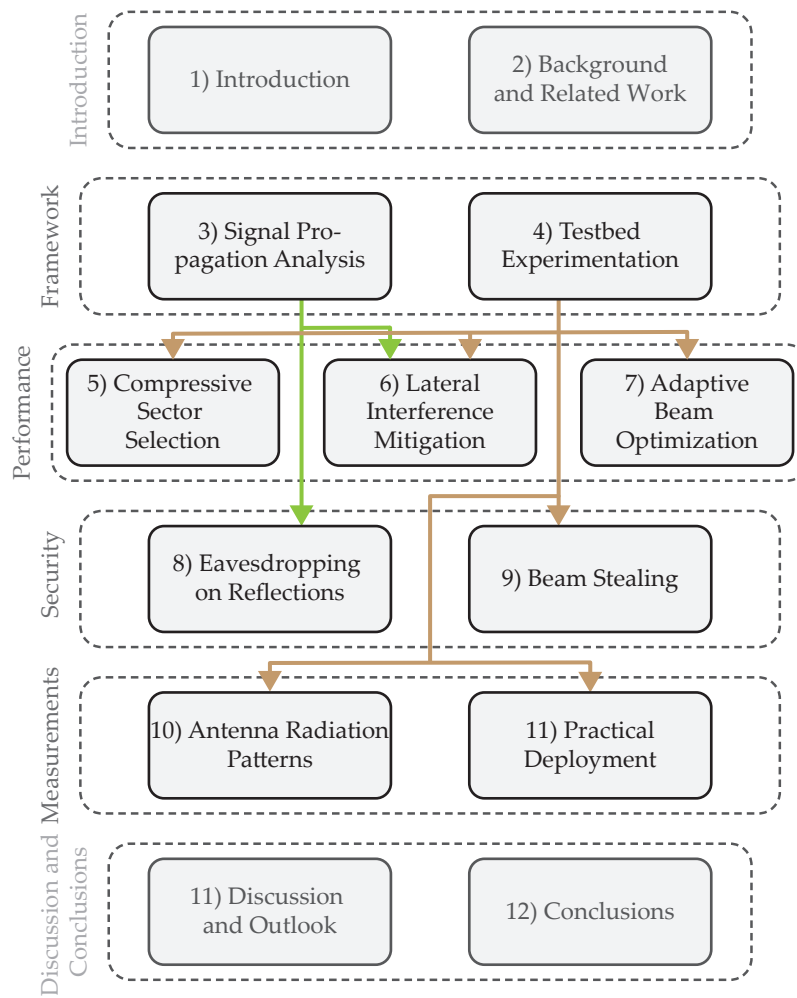 Introduction
1) Introduction
2) Background
and Related Work
Framework
3) Signal Pro-
pagation Analysis
4) Testbed
Experimentation
Performance
5) Compressive
Sector
Selection
6) Lateral
Interference
Mitigation
7) Adaptive
Beam
Optimization
Security
8) Eavesdropping
on Reflections
9) Beam Stealing
Measurements
10) Antenna Radiation
Patterns
11) Practical
Deployment
Discussion and
Conclusions
11) Discussion
and Outlook
12) Conclusions